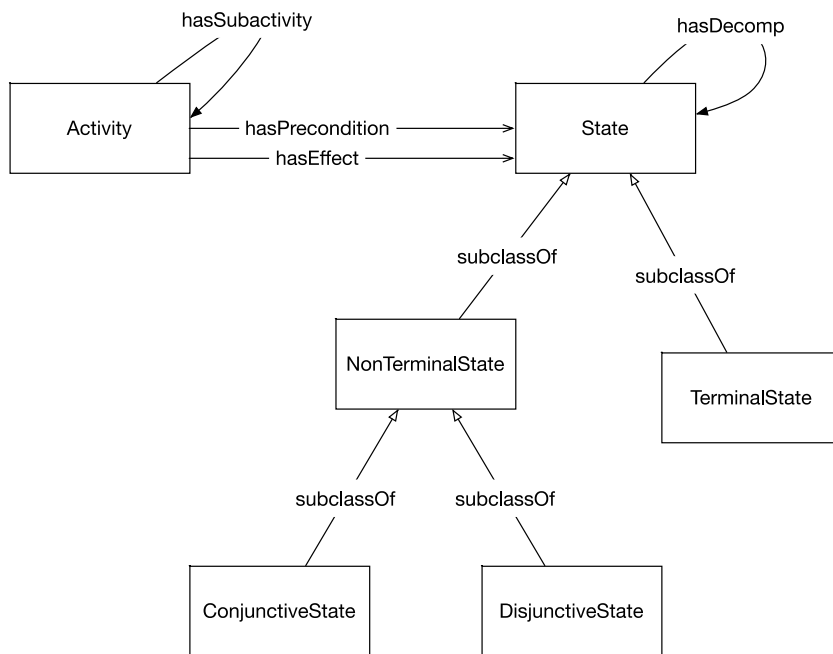 hasSubactivity
hasDecomp
Activity
hasPrecondition
State
hasEffect
subclassOf
subclassOf
NonTerminalState
TerminalState
subclassOf
subclassOf
ConjunctiveState
DisjunctiveState